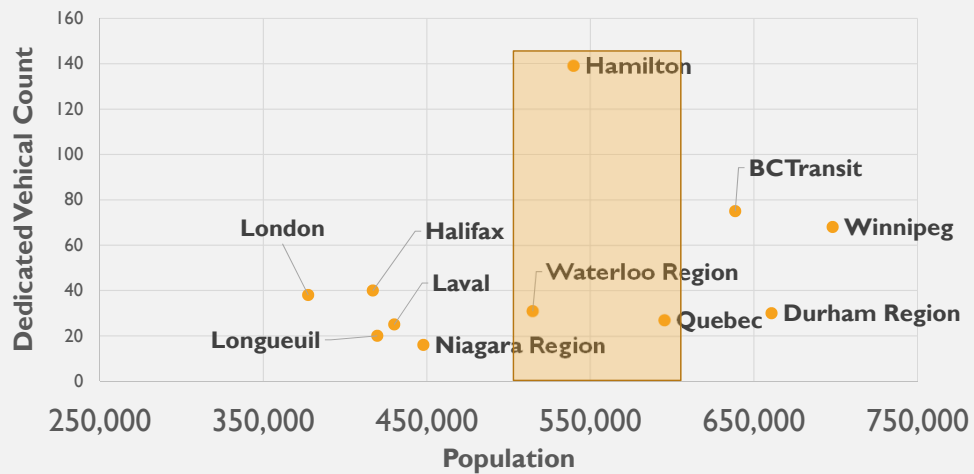 160
140
120
100
80
60
40
20
0
Dedicated Vehical Count
Hamilton
BCTransit
Winnipeg
London
Halifax
Waterloo Region
Laval
Longueuil
Niagara Region
Quebec
Durham Region
250,000 350,000 450,000 550,000 650,000 750,000
Population